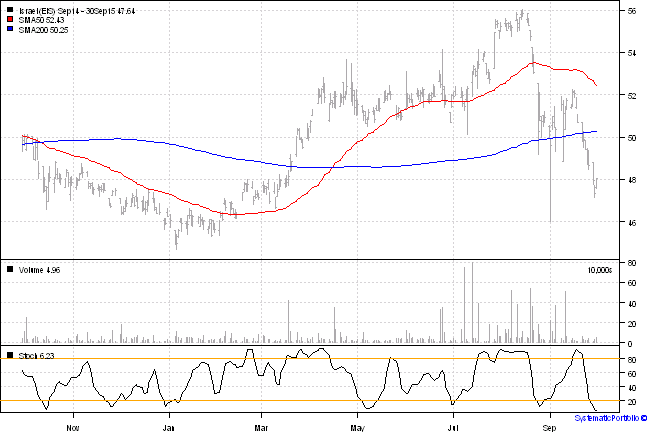 Israel(EIS) Sep14 - 30Sep15 47.64
SMA50 52.43
SMA200 50.25
56
54
52
50
48
46
Volume 4.96
10,000s
80
60
40
20
0
Stoch 6.23
80
60
40
20
Nov
Jan
Mar
May
Jul
Sep
SystematicPortfolio ©